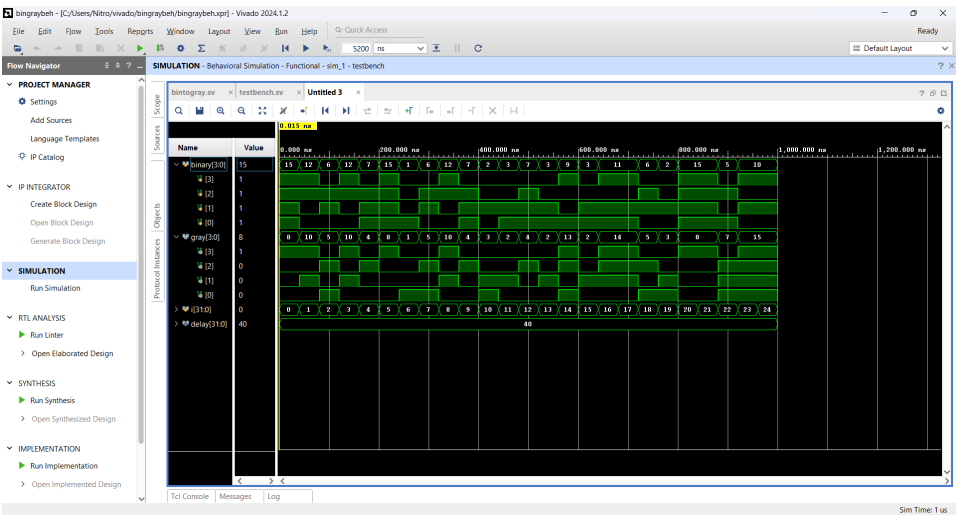 bingraybeh - [C:/Users/Nitro/vivado/bingraybeh/bingraybeh.xpr] - Vivado 2024.1.2
File Edit Flow Tools Reports Window Layout View Run Help Quick Access Ready
5200 ns Default Layout
Flow Navigator SIMULATION - Behavioral Simulation - Functional - sim_1 - testbench
PROJECT MANAGER
Settings
Add Sources
Language Templates
IP Catalog
IP INTEGRATOR
Create Block Design
Open Block Design
Generate Block Design
SIMULATION
Run Simulation
RTL ANALYSIS
Run Linter
Open Elaborated Design
SYNTHESIS
Run Synthesis
Open Synthesized Design
IMPLEMENTATION
Run Implementation
Open Implemented Design
Scope
Sources
Objects
Protocol Instances
bintogray.sv testbench.sv Untitled 3
0.015 ns
Name Value 0.000 ns 200.000 ns 400.000 ns 600.000 ns 800.000 ns 1,000.000 ns 1,200.000 ns
binary[3:0] 15 15 12 6 12 7 15 1 6 12 7 2 3 7 3 9 3 11 6 2 15 5 10
[3] 1
[2] 1
[1] 1
[0] 1
gray[3:0] 8 8 10 5 10 4 8 1 5 10 4 3 2 4 2 13 2 14 5 3 8 7 15
[3] 1
[2] 0
[1] 0
[0] 0
i[31:0] 0 0 1 2 3 4 5 6 7 8 9 10 11 12 13 14 15 16 17 18 19 20 21 22 23 24
delay[31:0] 40 40
Tcl Console Messages Log
Sim Time: 1 us